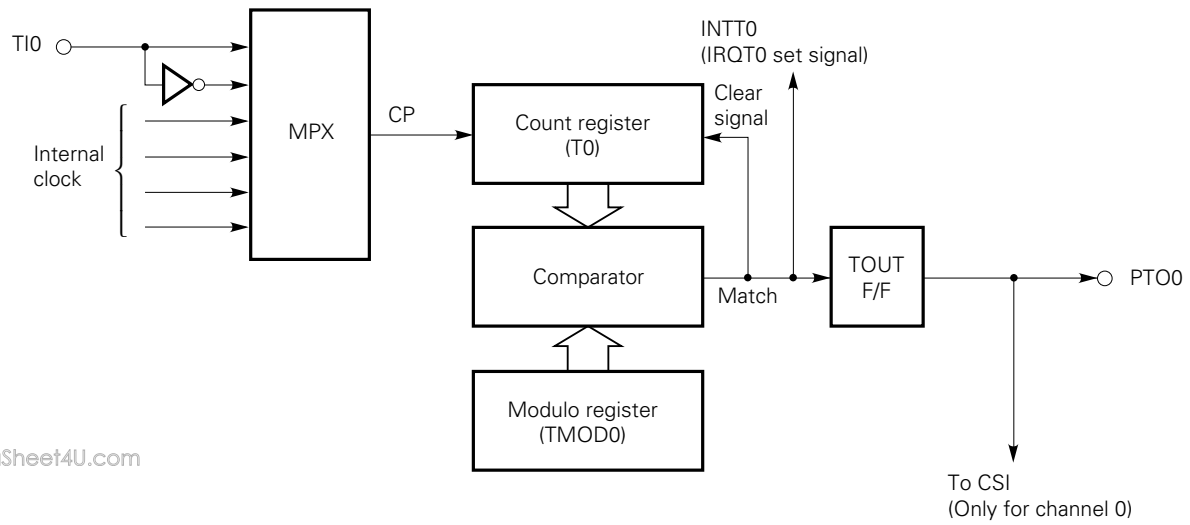 TI0
Internal
clock
MPX
CP
Count register
(T0)
Clear
signal
INTT0
(IRQT0 set signal)
Comparator
Match
TOUT
F/F
PTO0
Modulo register
(TMOD0)
Sheet4U.com
To CSI
(Only for channel 0)